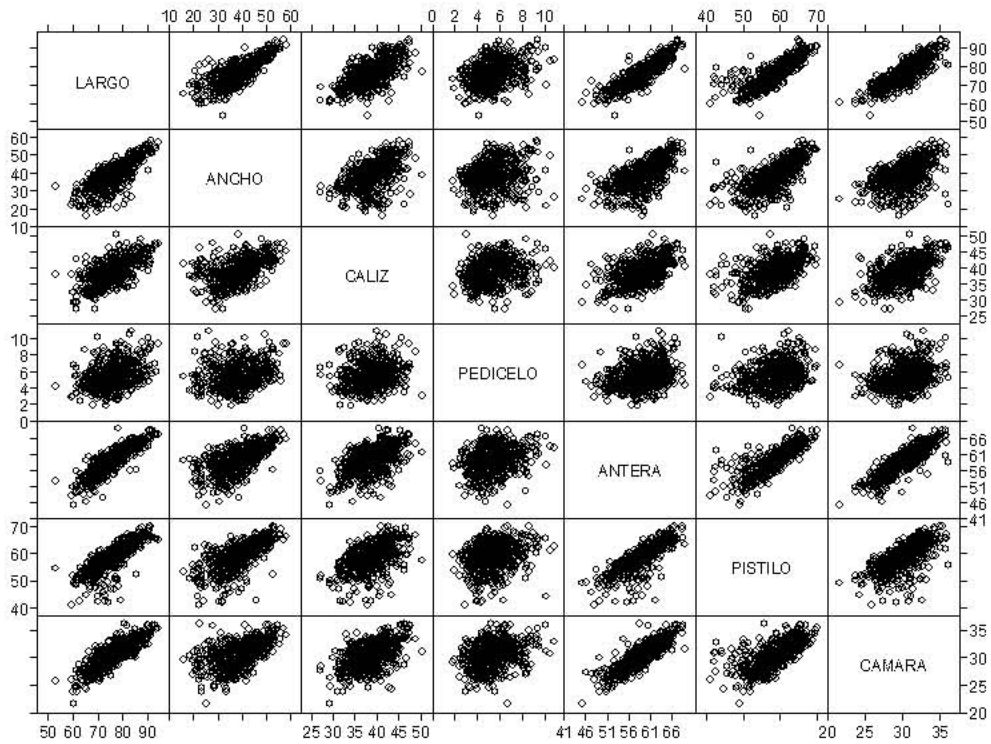 10 20 30 40 50 60 0 2 4 6 8 10 40 50 60 70
LARGO 90 80 70 60 50
60 50 40 30 20 10 ANCHO
CALIZ 50 45 40 35 30 25
10 8 6 4 2 0 PEDICELO
ANTERA 66 61 56 51 46 41
70 60 50 40 PISTILO
CAMARA 35 30 25 20
50 60 70 80 90 25 30 35 40 45 50 41 46 51 56 61 66 20 25 30 35